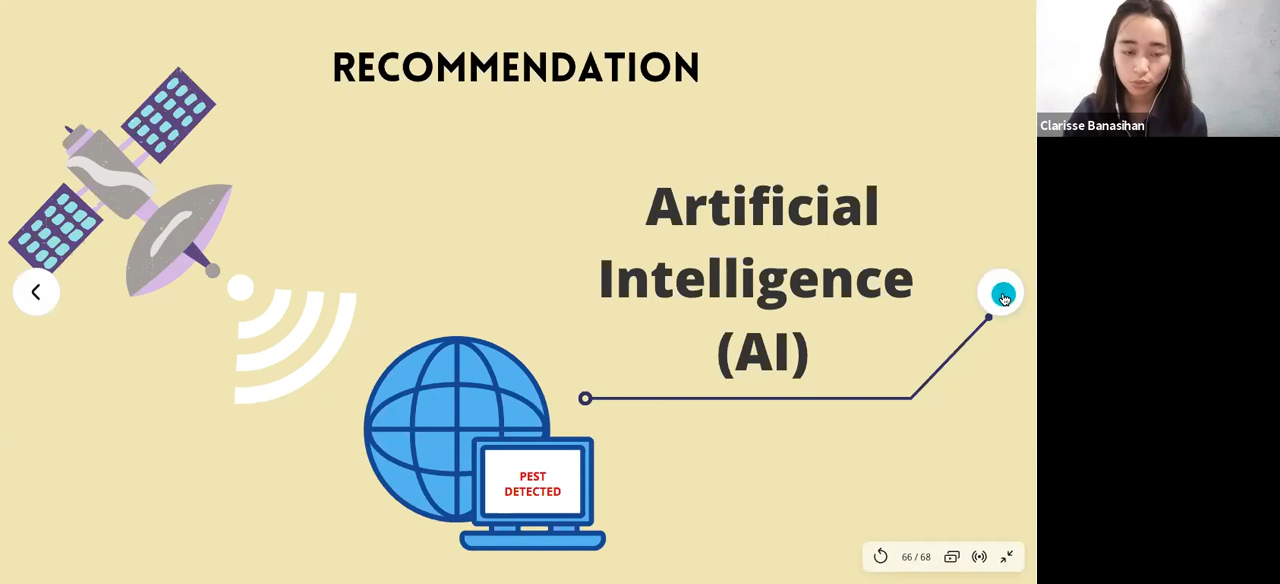 RECOMMENDATION
Artificial
Intelligence
(AI)
PEST
DETECTED
66 / 68
Clarisse Banasihan